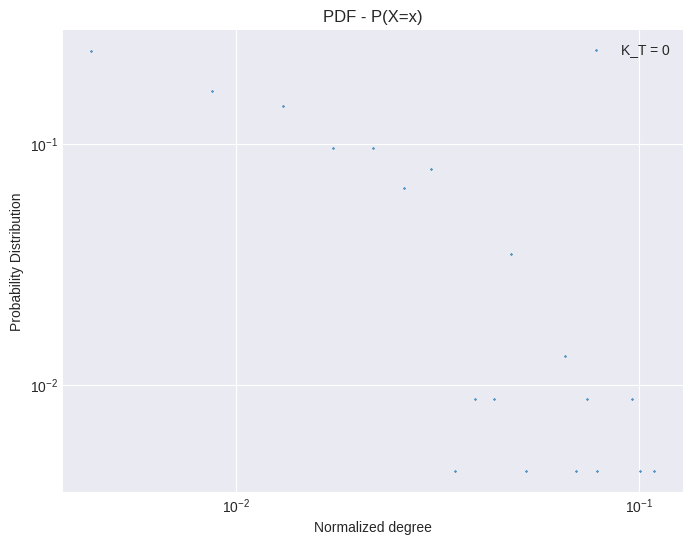 PDF - P(X=x)
K_T = 0
10⁻¹
10⁻²
Probability Distribution
10⁻²
10⁻¹
Normalized degree